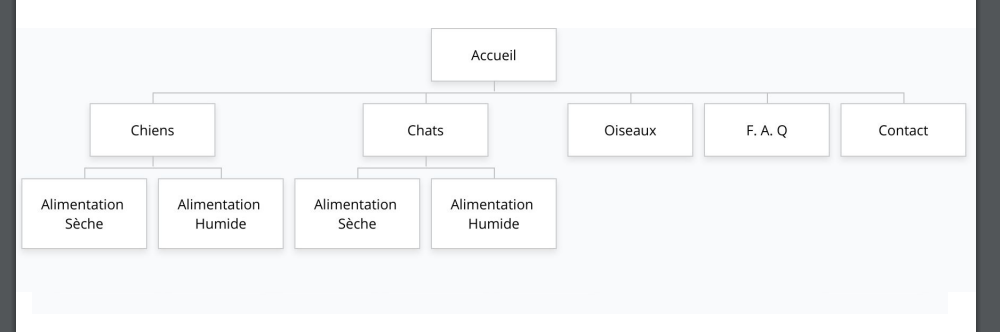 Accueil
Chiens
Chats
Oiseaux
F. A. Q
Contact
Alimentation
Sèche
Alimentation
Humide
Alimentation
Sèche
Alimentation
Humide